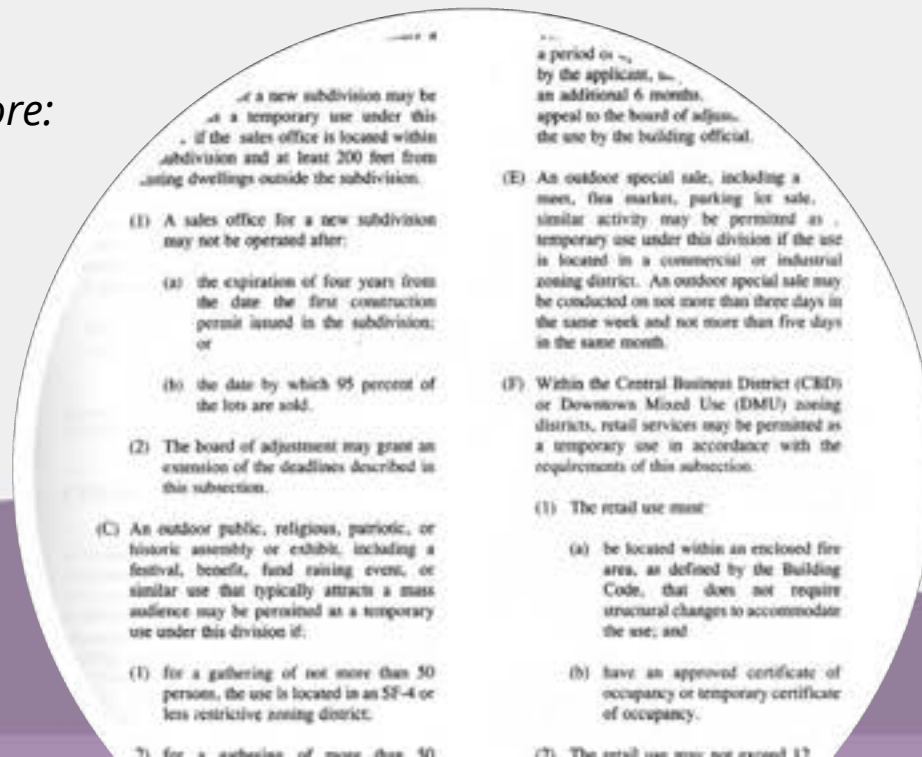 ore:
a new subdivision may be
a temporary use under this
if the sales office is located within
subdivision and at least 200 feet from
dwellings outside the subdivision.
(1) A sales office for a new subdivision
may not be operated after:
(a) the expiration of four years from
the date the first construction
permit issued in the subdivision;
or
(b) the date by which 95 percent of
the lots are sold.
(2) The board of adjustment may grant an
extension of the deadlines described in
this subsection.
(C) An outdoor public, religious, patriotic, or
historic assembly or exhibit, including a
festival, benefit, fund raising event, or
similar use that typically attracts a mass
audience may be permitted as a temporary
use under this division if:
(1) for a gathering of not more than 50
persons, the use is located in an SF-4 or
less restrictive zoning district;
2) for a gathering of more than 50
a period
by the applicant,
an additional 6 months.
appeal to the board of
the use by the building official.
(E) An outdoor special sale, including a
meet, flea market, parking lot sale,
similar activity may be permitted as
temporary use under this division if the use
is located in a commercial or industrial
zoning district. An outdoor special sale may
be conducted on not more than three days in
the same week and not more than five days
in the same month.
(F) Within the Central Business District (CBD)
or Downtown Mixed Use (DMU) zoning
districts, retail services may be permitted as
a temporary use in accordance with the
requirements of this subsection.
(1) The retail use must:
(a) be located within an enclosed fire
area, as defined by the Building
Code, that does not require
structural changes to accommodate
the use; and
(b) have an approved certificate of
occupancy or temporary certificate
of occupancy.
(2) The retail use may not exceed 12